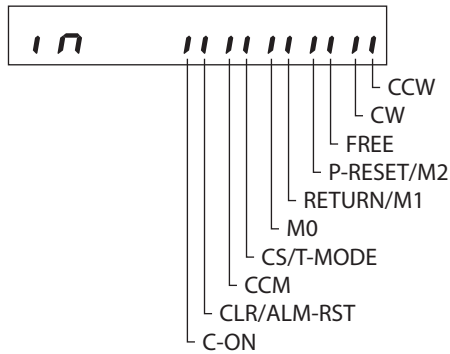 in
CCW
CW
FREE
P-RESET/M2
RETURN/M1
M0
CS/T-MODE
CCM
CLR/ALM-RST
C-ON